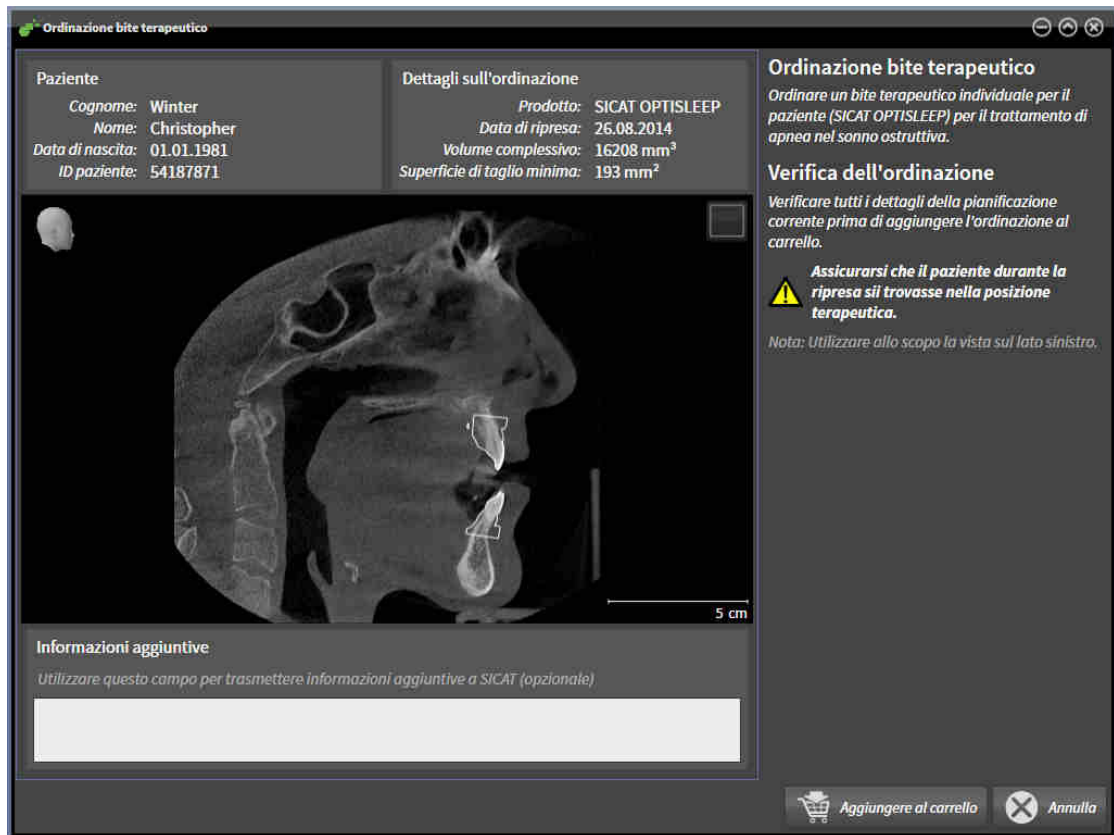 Ordinazione bite terapeutico
Paziente
Cognome: Winter
Nome: Christopher
Data di nascita: 01.01.1981
ID paziente: 54187871
Dettagli sull'ordinazione
Prodotto: SICAT OPTISLEEP
Data di ripresa: 26.08.2014
Volume complessivo: 16208 mm³
Superficie di taglio minima: 193 mm²
5 cm
Informazioni aggiuntive
Utilizzare questo campo per trasmettere informazioni aggiuntive a SICAT (opzionale)
Ordinazione bite terapeutico
Ordinare un bite terapeutico individuale per il
paziente (SICAT OPTISLEEP) per il trattamento di
apnea nel sonno ostruttiva.
Verifica dell'ordinazione
Verificare tutti i dettagli della pianificazione
corrente prima di aggiungere l'ordinazione al
carrello.
Assicurarsi che il paziente durante la
ripresa sii trovasse nella posizione
terapeutica.
Nota: Utilizzare allo scopo la vista sul lato sinistro.
Aggiungere al carrello
Annulla